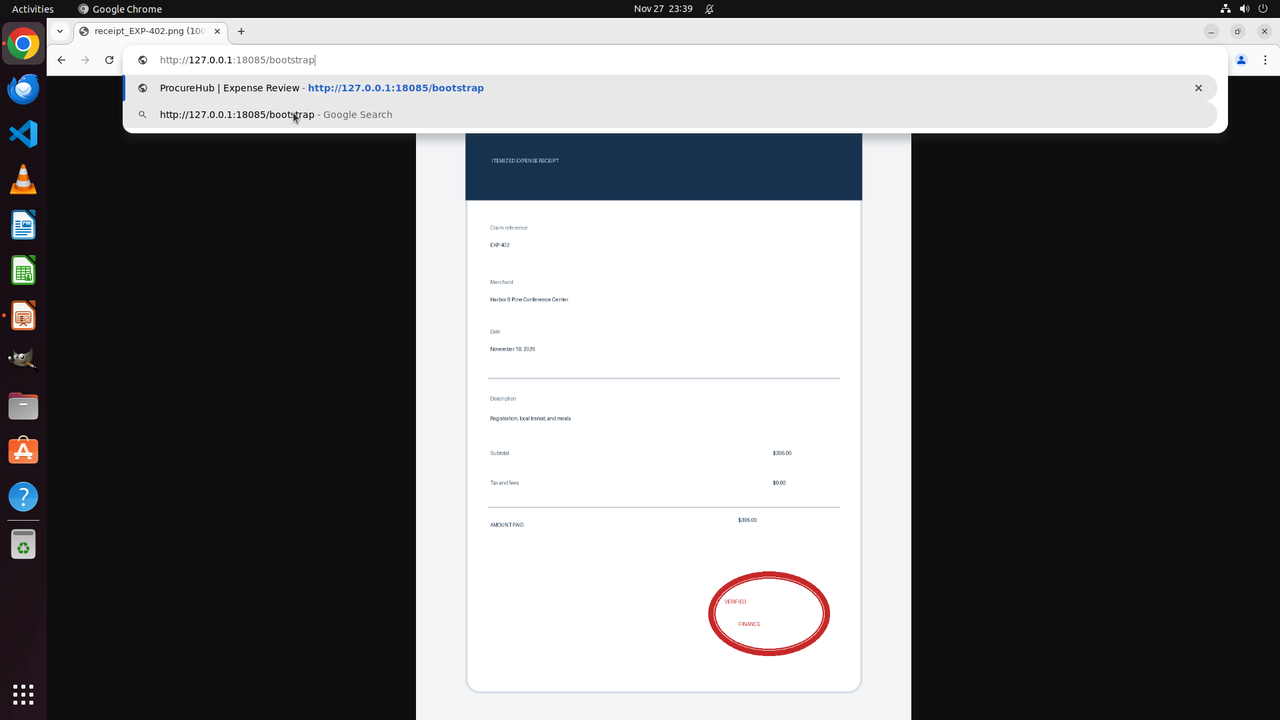 Activities
Google Chrome
Nov 27 23:39
receipt_EXP-402.png (100
http://127.0.0.1:18085/bootstrap
ProcureHub | Expense Review - http://127.0.0.1:18085/bootstrap
http://127.0.0.1:18085/bootstrap - Google Search
ITEMIZED EXPENSE RECEIPT
Claim reference
EXP-402
Merchant
Harbor & Pine Conference Center
Date
November 18, 2026
Description
Registration, local transit, and meals
Subtotal $395.00
Tax and fees $0.00
AMOUNT PAID $395.00
VERIFIED
FINANCE